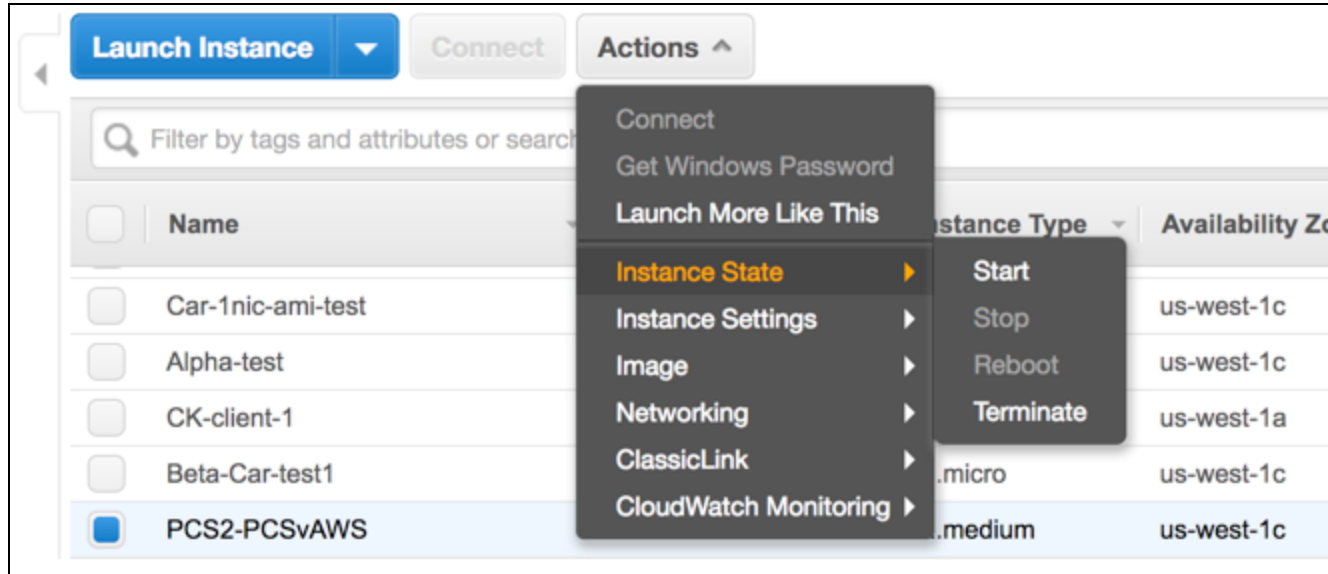 Launch Instance Connect Actions
Filter by tags and attributes or search
Connect
Get Windows Password
Launch More Like This
Instance State
Instance Settings
Image
Networking
ClassicLink
CloudWatch Monitoring
Start
Stop
Reboot
Terminate
Name nstance Type Availability Zo
Car-1nic-ami-test us-west-1c
Alpha-test us-west-1c
CK-client-1 us-west-1a
Beta-Car-test1 .micro us-west-1c
PCS2-PCSvAWS .medium us-west-1c